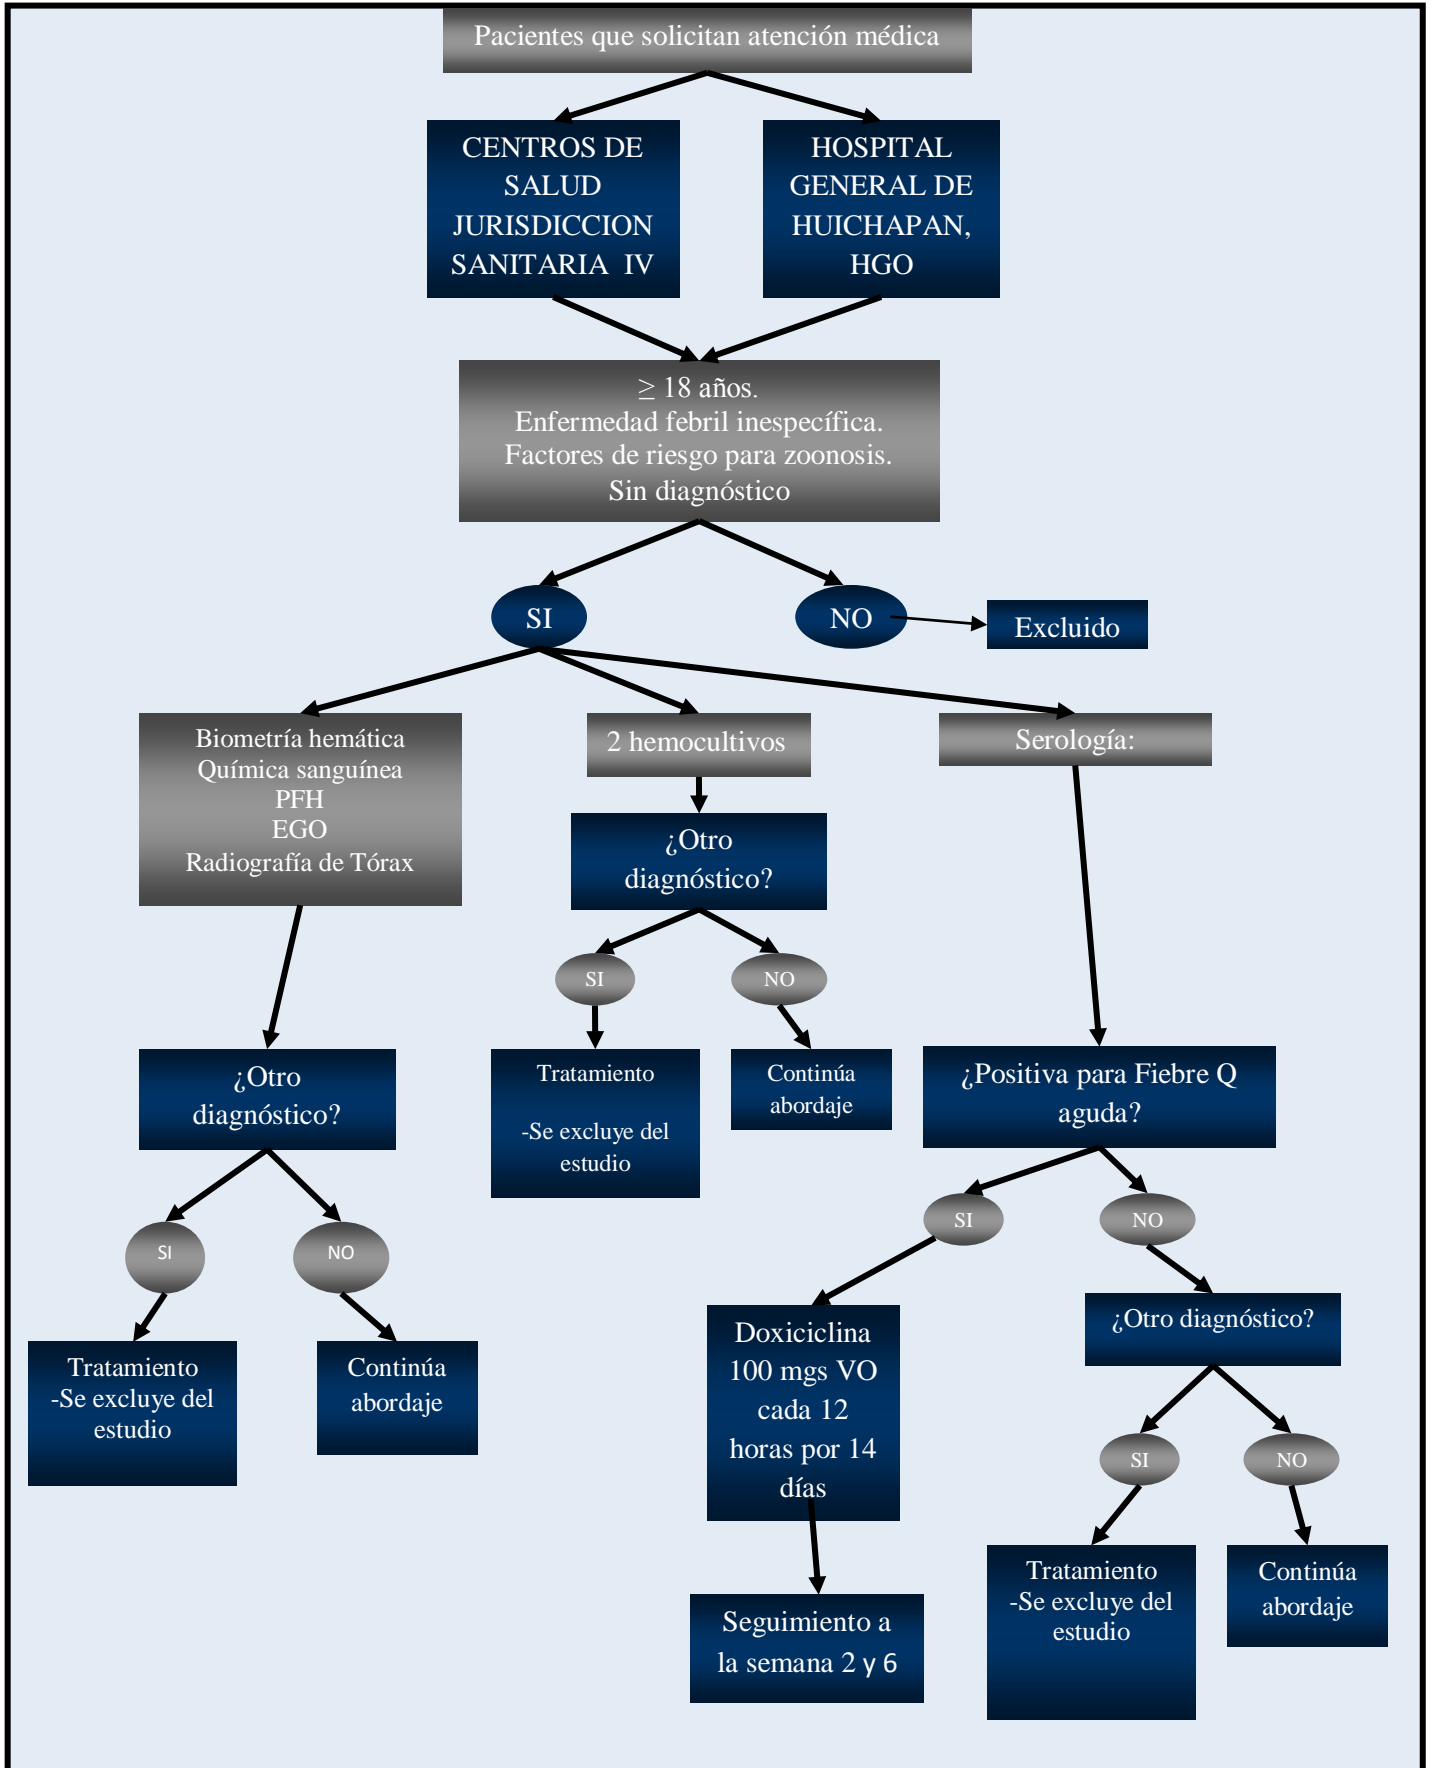 Pacientes que solicitan atención médica
CENTROS DE
SALUD
JURISDICCION
SANITARIA IV
HOSPITAL
GENERAL DE
HUICHAPAN,
HGO
≥ 18 años.
Enfermedad febril inespecífica.
Factores de riesgo para zoonosis.
Sin diagnóstico
SI
NO
Excluido
Biometría hemática
Química sanguínea
PFH
EGO
Radiografía de Tórax
2 hemocultivos
Serología:
¿Otro
diagnóstico?
SI
NO
Tratamiento
-Se excluye del
estudio
Continúa
abordaje
¿Otro
diagnóstico?
SI
NO
Tratamiento
-Se excluye del
estudio
Continúa
abordaje
¿Positiva para Fiebre Q
aguda?
SI
NO
Doxiciclina
100 mgs VO
cada 12
horas por 14
días
Seguimiento a
la semana 2 y 6
¿Otro diagnóstico?
SI
NO
Tratamiento
-Se excluye del
estudio
Continúa
abordaje